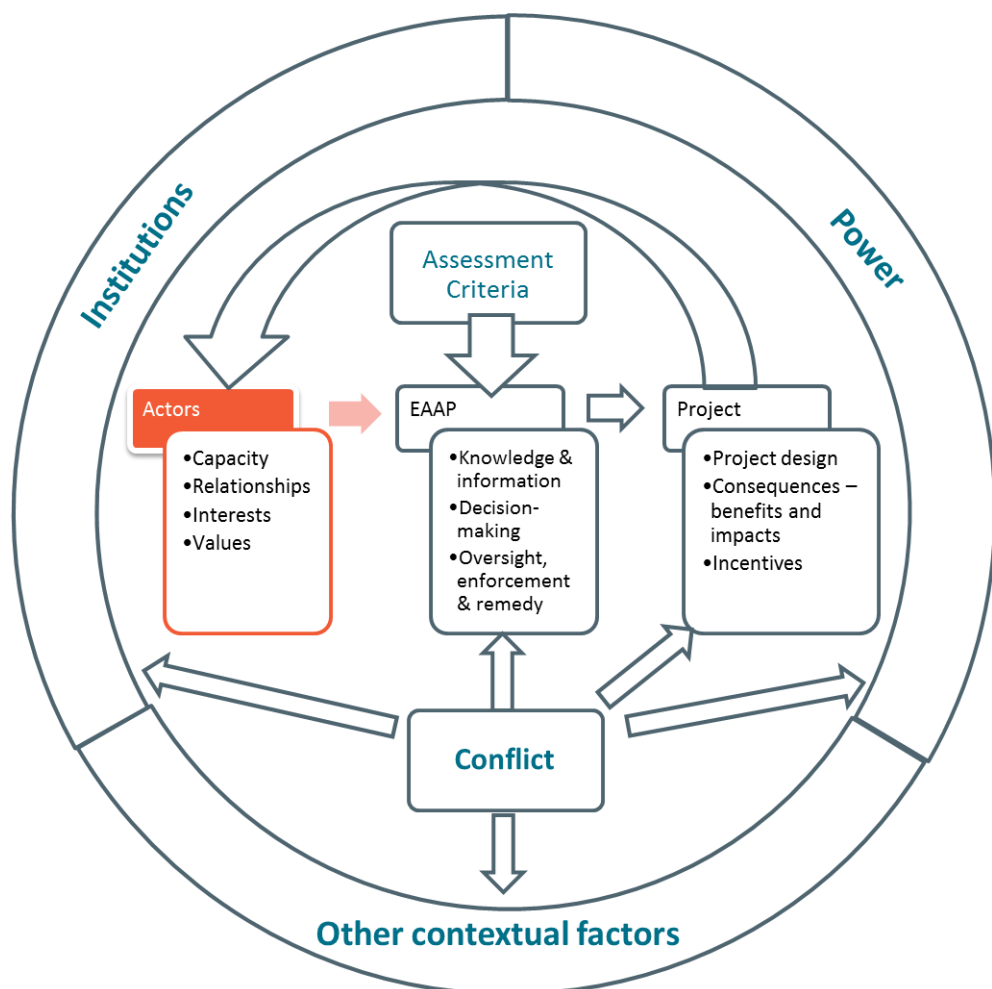 Institutions
Power
Assessment
Criteria
Actors
•Capacity
•Relationships
•Interests
•Values
EAAP
•Knowledge &
information
•Decision-
making
•Oversight,
enforcement
& remedy
Project
•Project design
•Consequences –
benefits and
impacts
•Incentives
Conflict
Other contextual factors